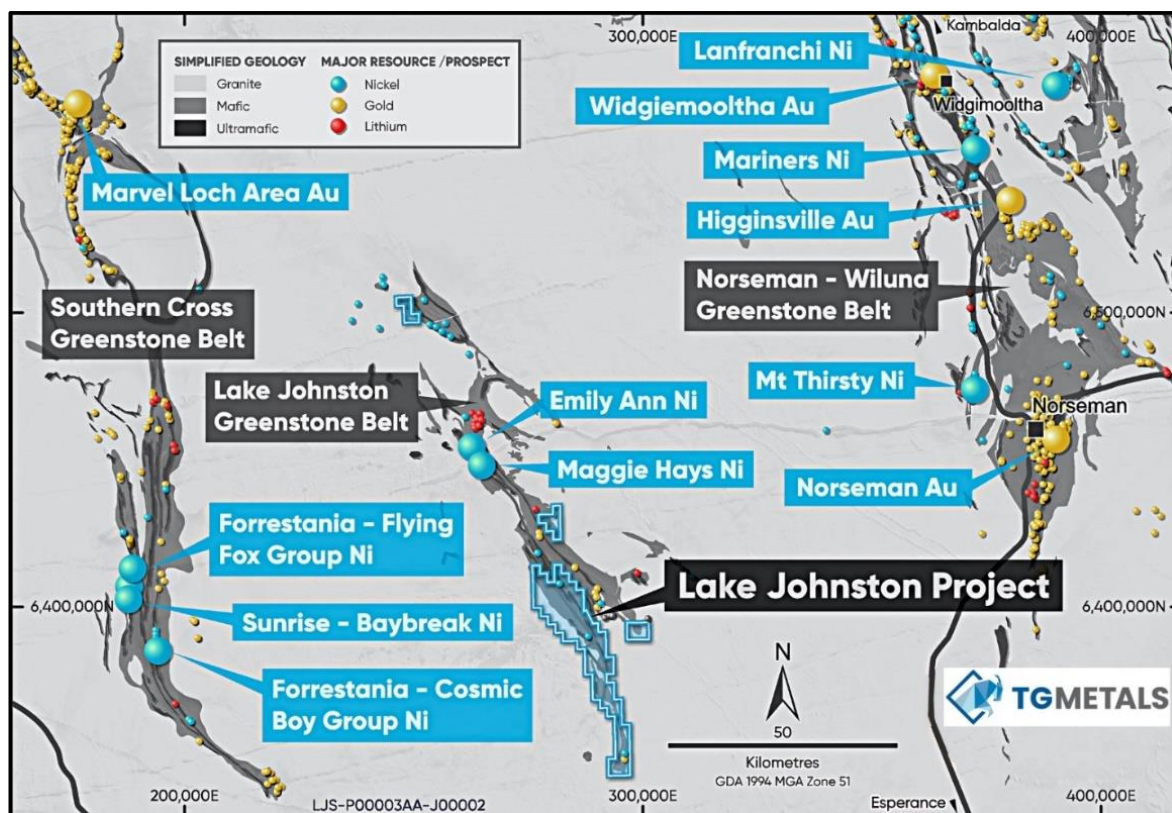 SIMPLIFIED GEOLOGY
Granite
Mafic
Ultramafic
MAJOR RESOURCE /PROSPECT
Nickel
Gold
Lithium
300,000E
Kambalda
400,000E
Lanfranchi Ni
Widgiemooltha Au
Widgimooltha
Mariners Ni
Marvel Loch Area Au
Higginsville Au
Norseman - Wiluna
Greenstone Belt
6,500,000N
Southern Cross
Greenstone Belt
Lake Johnston
Greenstone Belt
Emily Ann Ni
Mt Thirsty Ni
Norseman
Maggie Hays Ni
Norseman Au
Forrestania - Flying
Fox Group Ni
Lake Johnston Project
6,400,000N
6,400,000N
Sunrise - Baybreak Ni
Forrestania - Cosmic
Boy Group Ni
N
50
Kilometres
GDA 1994 MGA Zone 51
TGMETALS
200,000E
LJS-P00003AA-J00002
300,000E
Esperance
400,000E